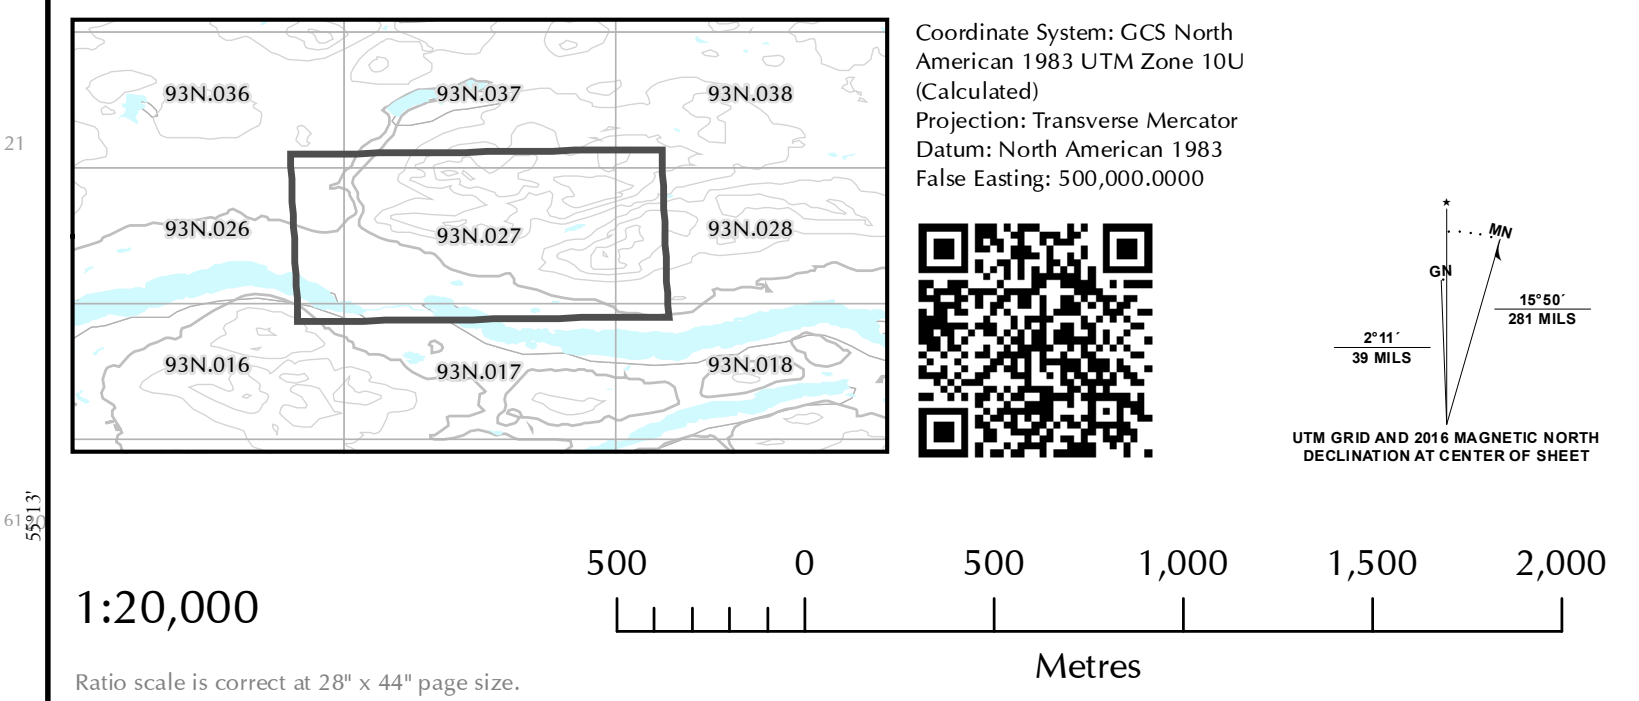 93N.036
93N.037
93N.038
93N.026
93N.027
93N.028
93N.016
93N.017
93N.018
Coordinate System: GCS North
American 1983 UTM Zone 10U
(Calculated)
Projection: Transverse Mercator
Datum: North American 1983
False Easting: 500,000.0000
MN
GN
15°50´
281 MILS
2°11´
39 MILS
UTM GRID AND 2016 MAGNETIC NORTH
DECLINATION AT CENTER OF SHEET
21
55°13'
1:20,000
Ratio scale is correct at 28" x 44" page size.
500 0 500 1,000 1,500 2,000
Metres